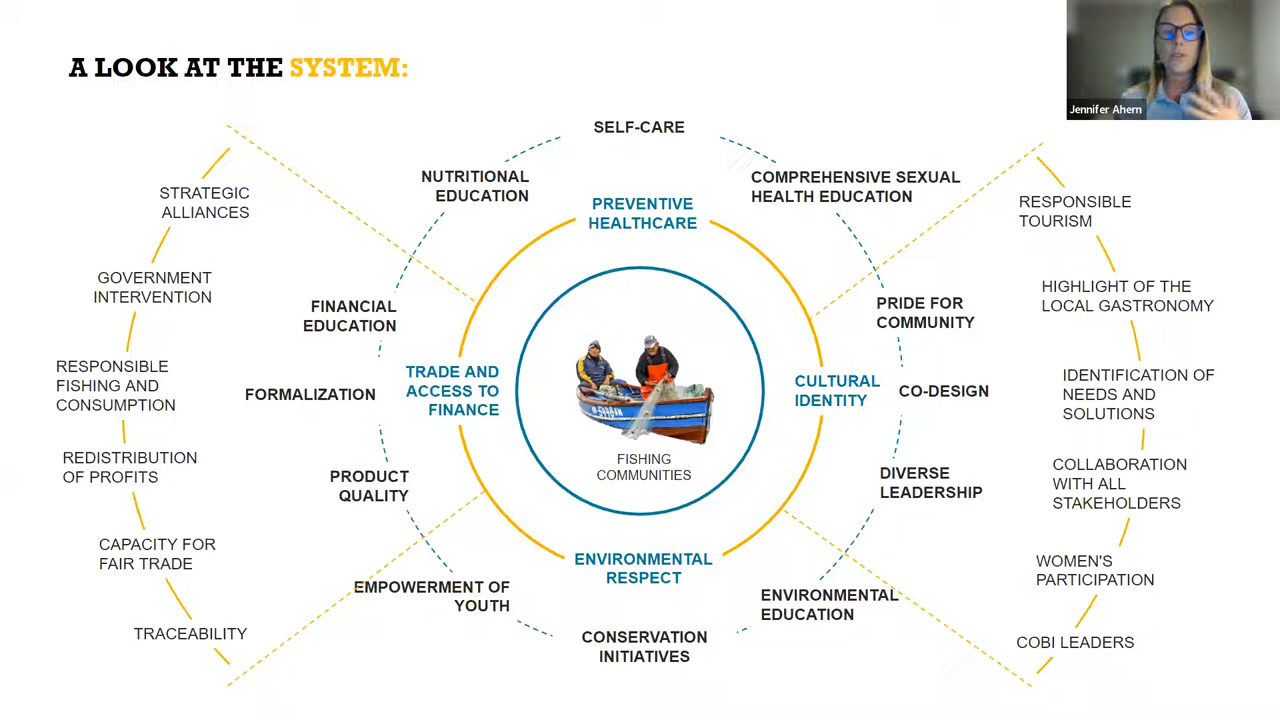 A LOOK AT THE SYSTEM:
Jennifer Ahern
SELF-CARE
NUTRITIONAL
EDUCATION
COMPREHENSIVE SEXUAL
HEALTH EDUCATION
PREVENTIVE
HEALTHCARE
STRATEGIC
ALLIANCES
GOVERNMENT
INTERVENTION
RESPONSIBLE
FISHING AND
CONSUMPTION
REDISTRIBUTION
OF PROFITS
CAPACITY FOR
FAIR TRADE
TRACEABILITY
FINANCIAL
EDUCATION
FORMALIZATION
PRODUCT
QUALITY
TRADE AND
ACCESS TO
FINANCE
FISHING
COMMUNITIES
CULTURAL
IDENTITY
PRIDE FOR
COMMUNITY
CO-DESIGN
DIVERSE
LEADERSHIP
RESPONSIBLE
TOURISM
HIGHLIGHT OF THE
LOCAL GASTRONOMY
IDENTIFICATION OF
NEEDS AND
SOLUTIONS
COLLABORATION
WITH ALL
STAKEHOLDERS
WOMEN'S
PARTICIPATION
COBI LEADERS
ENVIRONMENTAL
RESPECT
EMPOWERMENT OF
YOUTH
CONSERVATION
INITIATIVES
ENVIRONMENTAL
EDUCATION